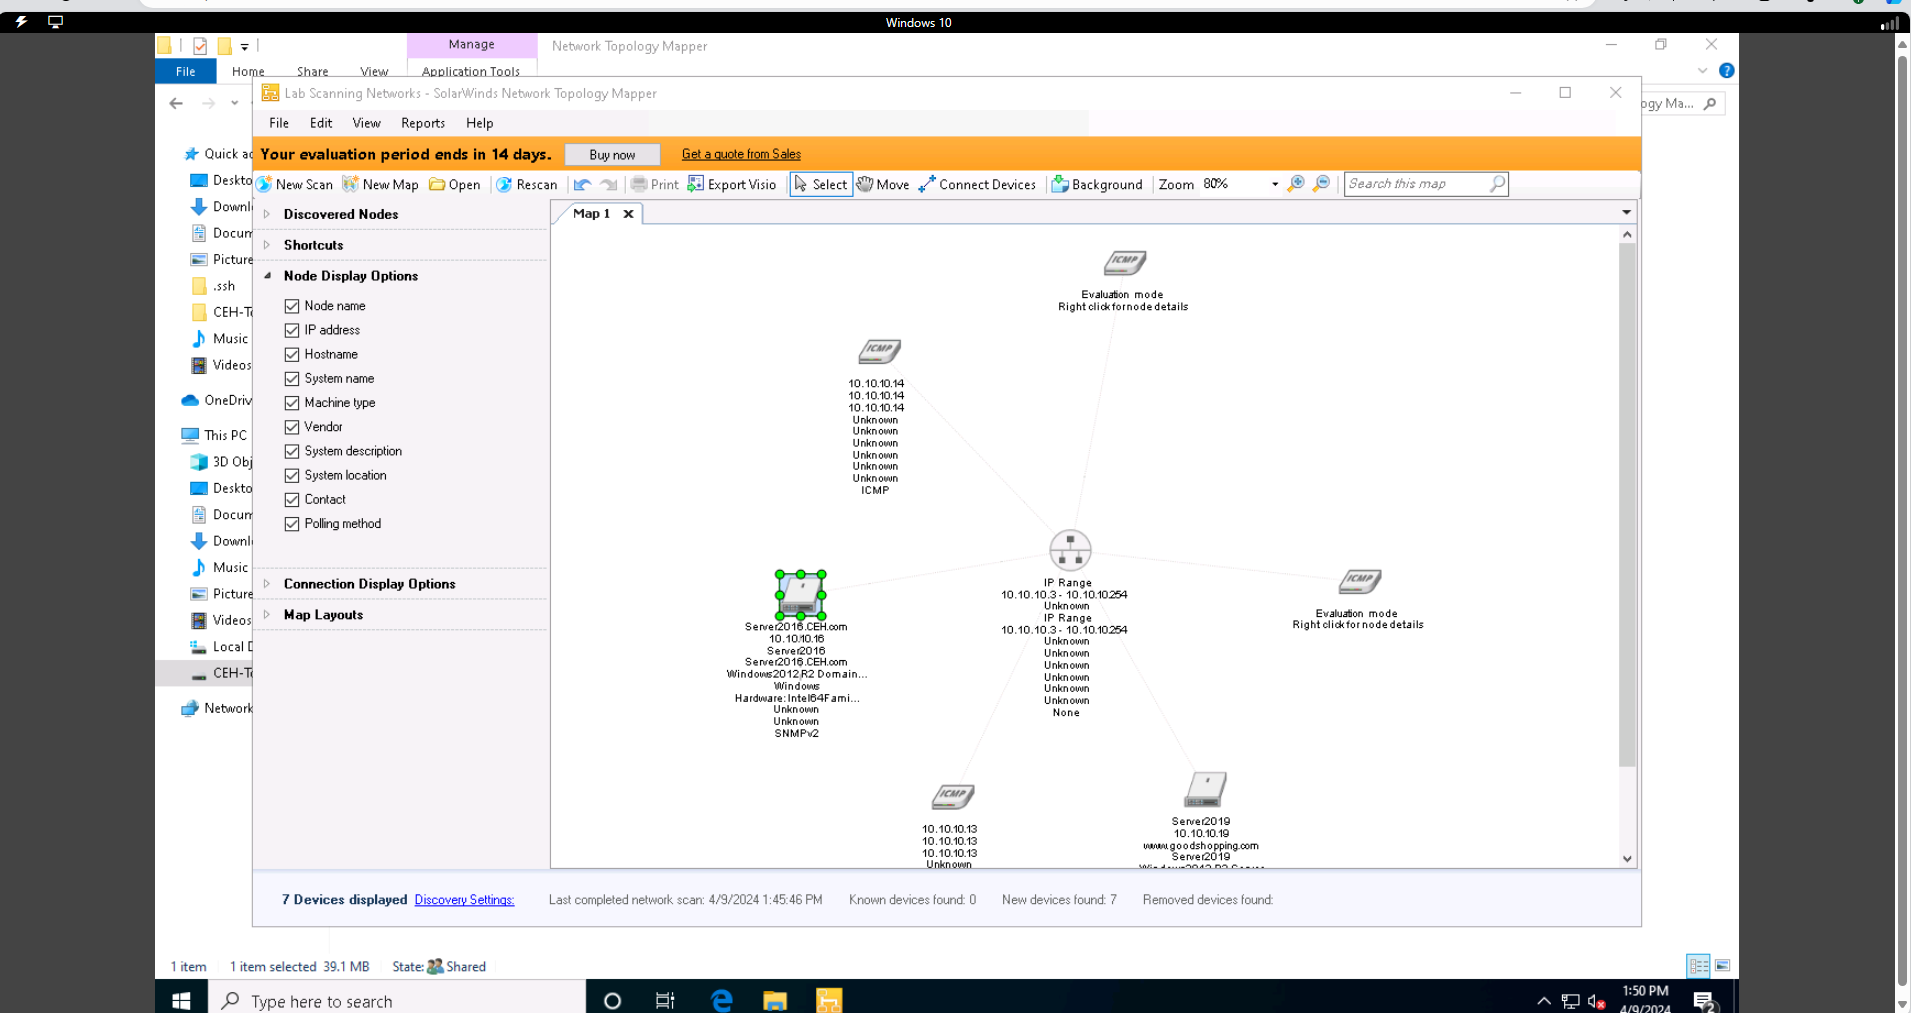 Windows 10
Manage
Network Topology Mapper
File
Home
Share
View
Application Tools
Lab Scanning Networks - SolarWinds Network Topology Mapper
ogy Ma...
File Edit View Reports Help
Your evaluation period ends in 14 days.
Buy now
Get a quote from Sales
New Scan
New Map
Open
Rescan
Print
Export Visio
Select
Move
Connect Devices
Background
Zoom 80%
Search this map
Quick ac
Deskto
Downl
Docum
Picture
.ssh
CEH-To
Music
Videos
OneDriv
This PC
3D Obj
Deskto
Docum
Downl
Music
Picture
Videos
Local D
CEH-To
Network
Discovered Nodes
Shortcuts
Node Display Options
Node name
IP address
Hostname
System name
Machine type
Vendor
System description
System location
Contact
Polling method
Connection Display Options
Map Layouts
Map 1
ICMP
Evaluation mode
Right click for node details
ICMP
10.10.10.14
10.10.10.14
10.10.10.14
Unknown
Unknown
Unknown
Unknown
Unknown
Unknown
ICMP
IP Range
10.10.10.3 - 10.10.10.254
Unknown
IP Range
10.10.10.3 - 10.10.10.254
Unknown
Unknown
Unknown
Unknown
Unknown
Unknown
None
ICMP
Evaluation mode
Right click for node details
Server2016.CEH.com
10.10.10.16
Server2016
Server2016.CEH.com
Windows 2012 R2 Domain...
Windows
Hardware: Intel64 Fami...
Unknown
Unknown
SNMPv2
ICMP
10.10.10.13
10.10.10.13
10.10.10.13
Unknown
Server2019
10.10.10.19
www.goodshopping.com
Server2019
Windows 2012 R2 Server
7 Devices displayed
Discovery Settings:
Last completed network scan: 4/9/2024 1:45:46 PM
Known devices found: 0
New devices found: 7
Removed devices found:
1 item
1 item selected 39.1 MB
State: Shared
Type here to search
1:50 PM
4/9/2024
2